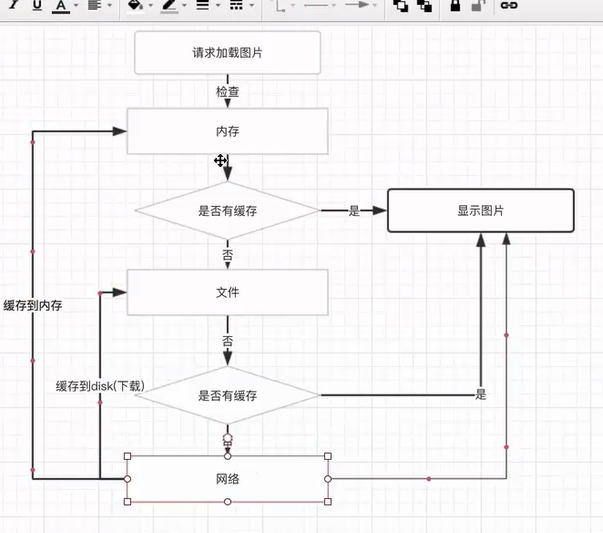 请求加载图片
检查
内存
是否有缓存
是
显示图片
否
文件
缓存到内存
否
缓存到disk(下载)
是否有缓存
是
网络